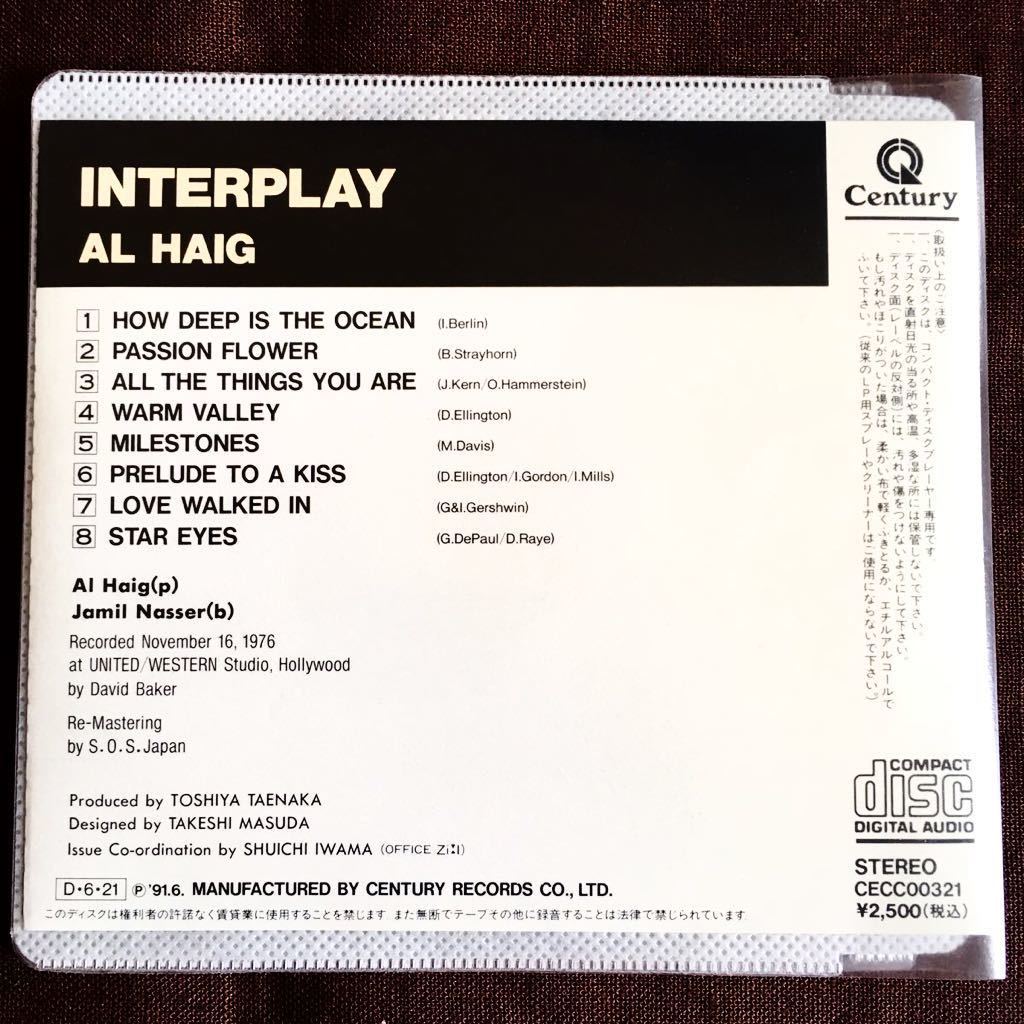 INTERPLAY
AL HAIG
1 HOW DEEP IS THE OCEAN (I.Berlin)
2 PASSION FLOWER (B.Strayhorn)
3 ALL THE THINGS YOU ARE (J.Kern/O.Hammerstein)
4 WARM VALLEY (D.Ellington)
5 MILESTONES (M.Davis)
6 PRELUDE TO A KISS (D.Ellington/I.Gordon/I.Mills)
7 LOVE WALKED IN (G&I.Gershwin)
8 STAR EYES (G.DePaul/D.Raye)
Al Haig(p)
Jamil Nasser(b)
Recorded November 16, 1976
at UNITED/WESTERN Studio, Hollywood
by David Baker
Re-Mastering
by S.O.S.Japan
Produced by TOSHIYA TAENAKA
Designed by TAKESHI MASUDA
Issue Co-ordination by SHUICHI IWAMA (OFFICE Zi:I)
D・6・21 Ⓟ'91.6. MANUFACTURED BY CENTURY RECORDS CO., LTD.
このディスクは権利者の許諾なく賃貸業に使用することを禁じます。また無断でテープその他に録音することは法律で禁じられています。
Century
〈取扱い上のご注意〉
一、このディスクは、コンパクト・ディスクプレーヤー専用です。
一、ディスクを直射日光の当る所や高温、多湿な所には保管しないで下さい。
一、ディスク面(レーベルの反対側)には、汚れや傷をつけないようにして下さい。
もし汚れやほこりがついた場合は、柔かい布で軽くふきとるか、エチルアルコールで
ふいて下さい。(従来のLP用スプレーやクリーナーはご使用にならないで下さい。)
COMPACT
disc
DIGITAL AUDIO
STEREO
CECC00321
¥2,500(税込)